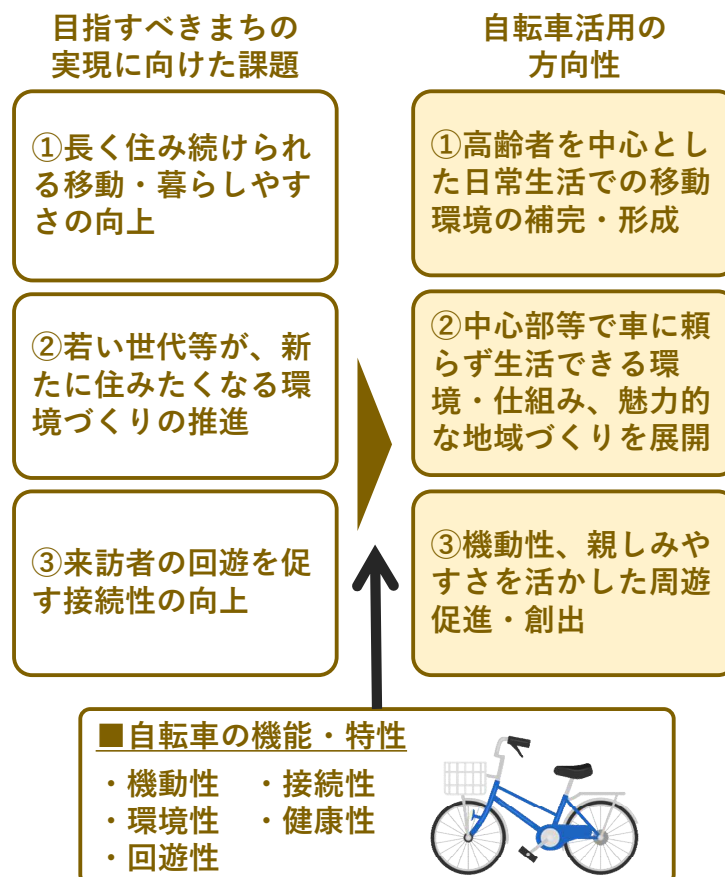 目指すべきまちの
実現に向けた課題
①長く住み続けられ
る移動・暮らしやす
さの向上
②若い世代等が、新
たに住みたくなる環
境づくりの推進
③来訪者の回遊を促
す接続性の向上
自転車活用の
方向性
①高齢者を中心とし
た日常生活での移動
環境の補完・形成
②中心部等で車に頼
らず生活できる環
境・仕組み、魅力的
な地域づくりを展開
③機動性、親しみや
すさを活かした周遊
促進・創出
■自転車の機能・特性
・機動性 ・接続性
・環境性 ・健康性
・回遊性